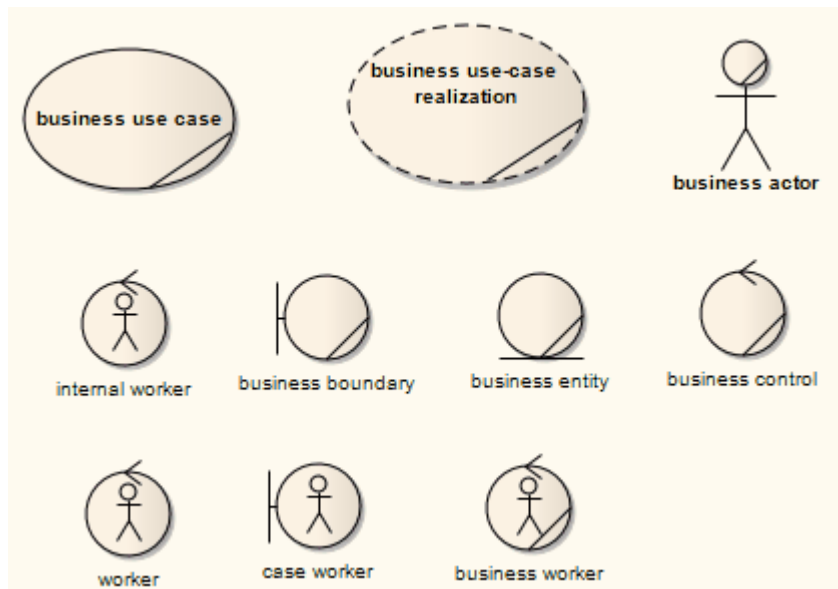 business use case
business use-case
realization
business actor
internal worker
business boundary
business entity
business control
worker
case worker
business worker